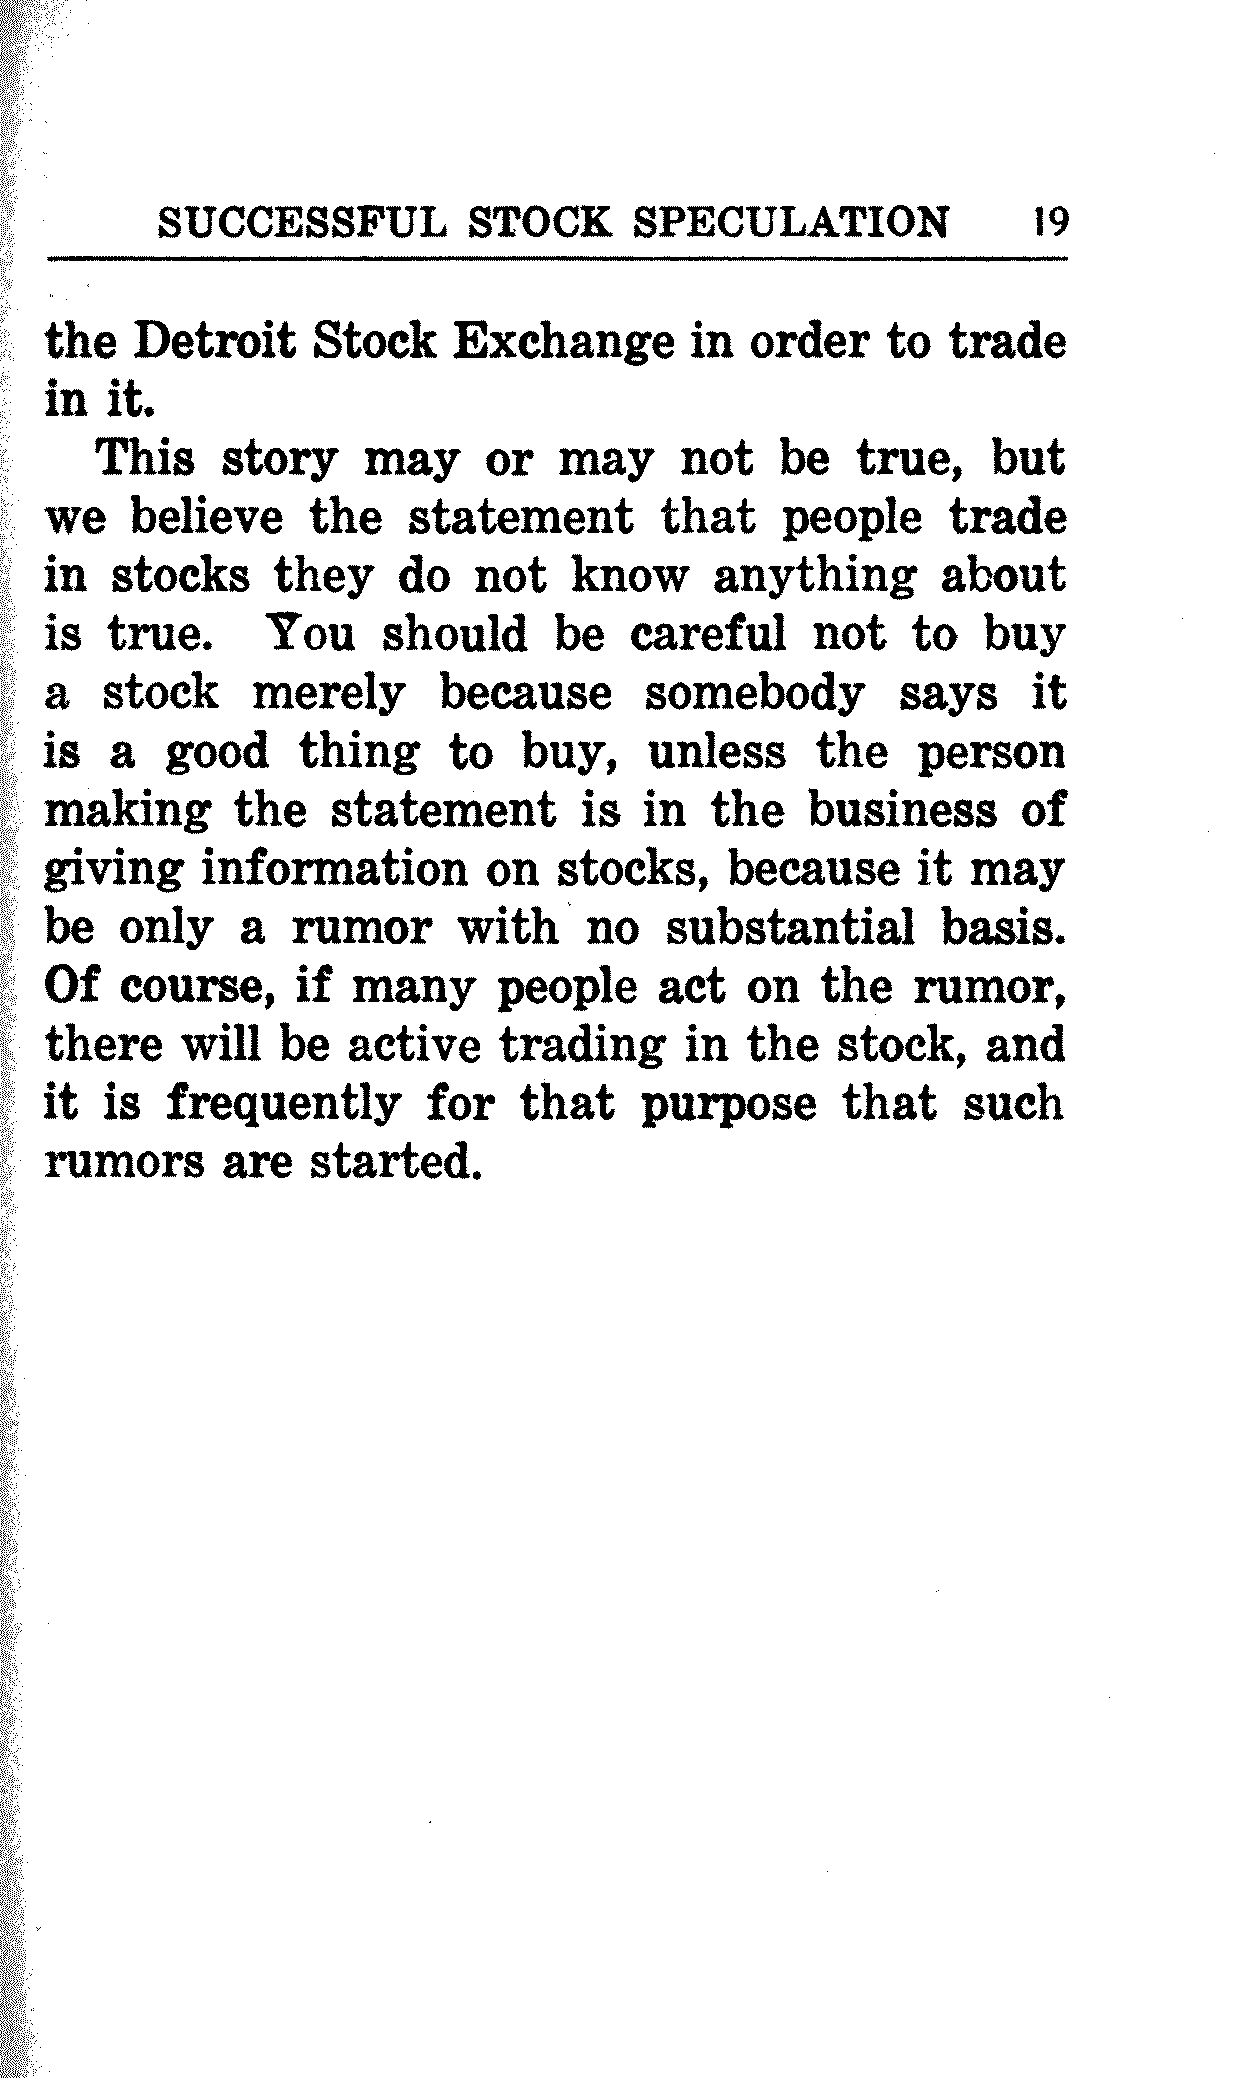 SUCCESSFUL STOCK SPECULATION 19
the Detroit Stock Exchange in order to trade
in it.
This story may or may not be true, but
we believe the statement that people trade
in stocks they do not know anything about
is true. You should be careful not to buy
a stock merely because somebody says it
is a good thing to buy, unless the person
making the statement is in the business of
giving information on stocks, because it may
be only a rumor with no substantial basis.
Of course, if many people act on the rumor,
there will be active trading in the stock, and
it is frequently for that purpose that such
rumors are started.